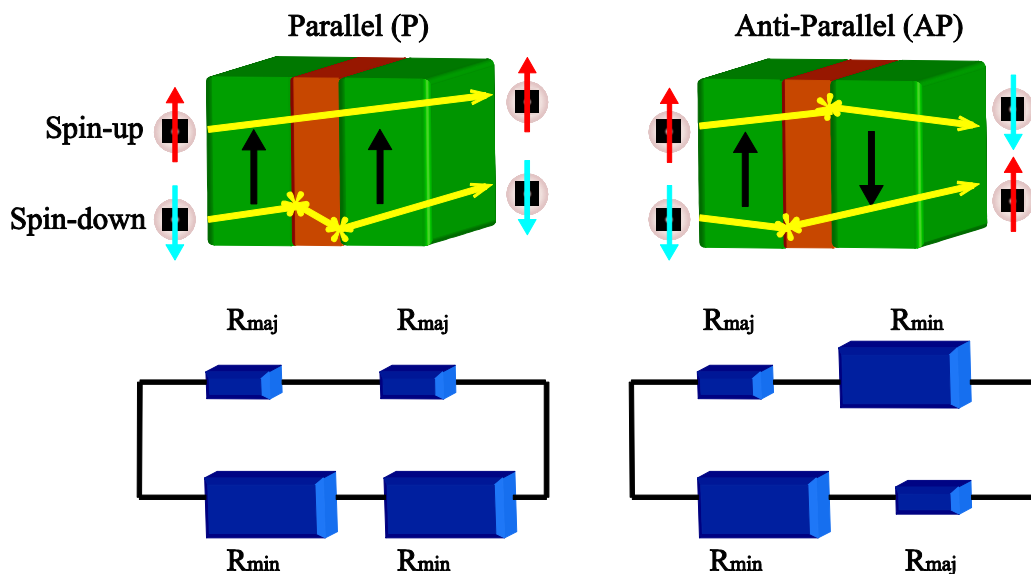 Parallel (P)
Anti-Parallel (AP)
Spin-up
Spin-down
Rmaj
Rmaj
Rmaj
Rmin
Rmin
Rmin
Rmin
Rmaj